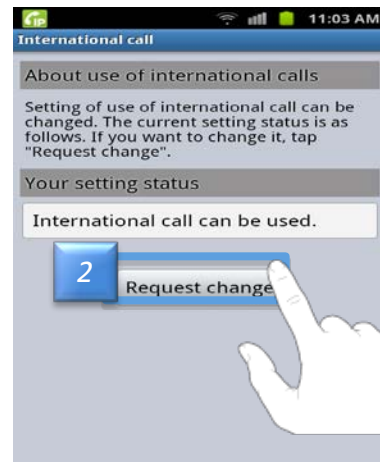 GIP 11:03 AM
International call
About use of international calls
Setting of use of international call can be
changed. The current setting status is as
follows. If you want to change it, tap
"Request change".
Your setting status
International call can be used.
2
Request change